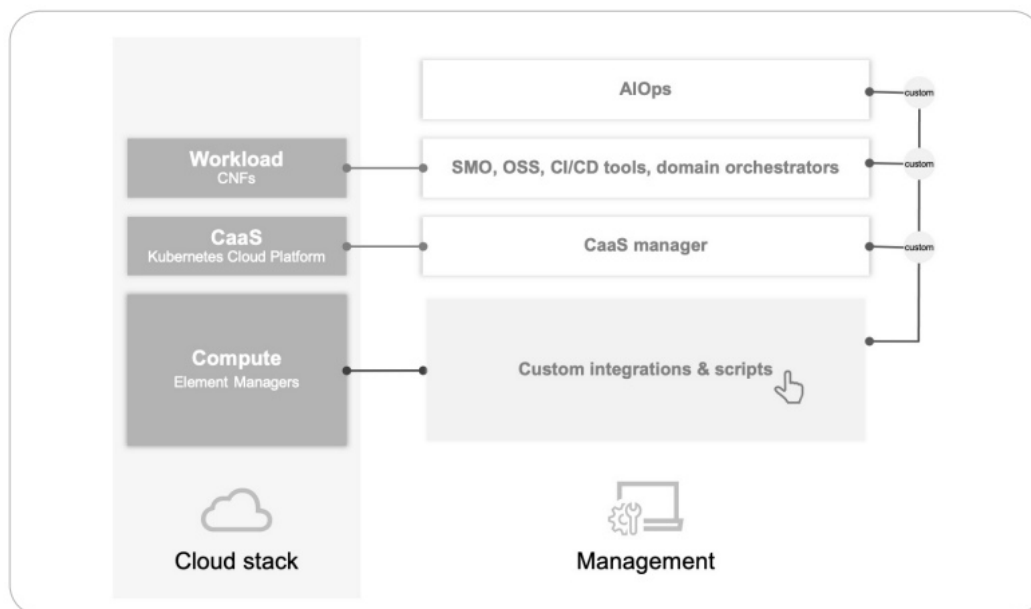 AIOps
custom
Workload
CNFs
SMO, OSS, CI/CD tools, domain orchestrators
custom
CaaS
Kubernetes Cloud Platform
CaaS manager
custom
Compute
Element Managers
Custom integrations & scripts
Cloud stack
Management